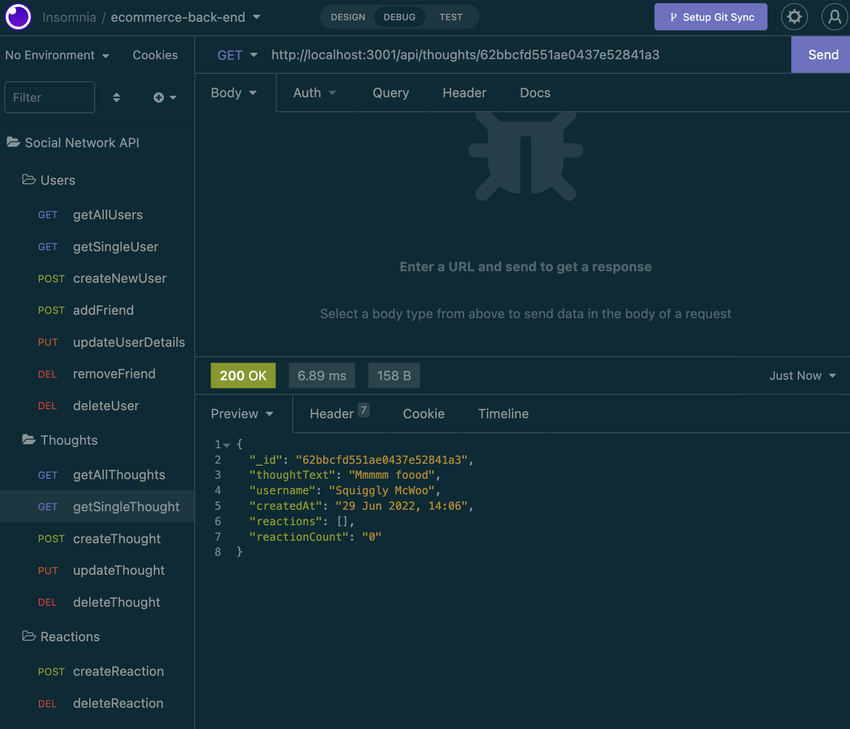 Insomnia / ecommerce-back-end
DESIGN DEBUG TEST
Setup Git Sync
No Environment Cookies
GET http://localhost:3001/api/thoughts/62bbcfd551ae0437e52841a3 Send
Filter
Body Auth Query Header Docs
Social Network API
Users
GET getAllUsers
GET getSingleUser
POST createNewUser
POST addFriend
PUT updateUserDetails
DEL removeFriend
DEL deleteUser
Thoughts
GET getAllThoughts
GET getSingleThought
POST createThought
PUT updateThought
DEL deleteThought
Reactions
POST createReaction
DEL deleteReaction
Enter a URL and send to get a response
Select a body type from above to send data in the body of a request
200 OK 6.89 ms 158 B Just Now
Preview Header 7 Cookie Timeline
1 {
2 "_id": "62bbcfd551ae0437e52841a3",
3 "thoughtText": "Mmmmm foood",
4 "username": "Squiggly McWoo",
5 "createdAt": "29 Jun 2022, 14:06",
6 "reactions": [],
7 "reactionCount": "0"
8 }